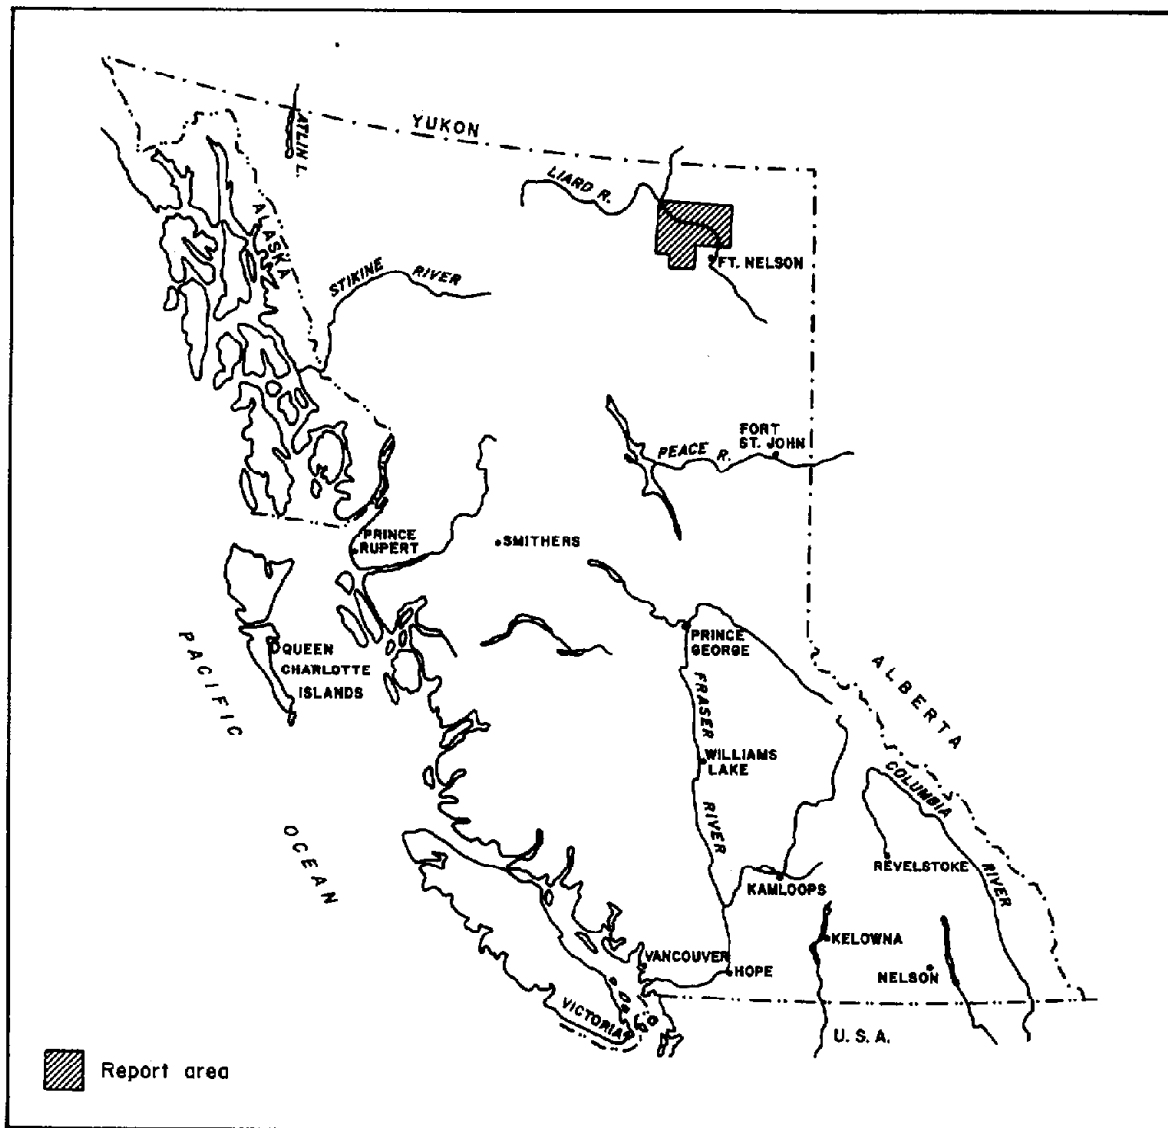 YUKON
ATLIN L.
LIARD R.
ALASKA
STIKINE RIVER
FT. NELSON
FORT
ST. JOHN
PEACE R.
PRINCE
RUPERT
SMITHERS
PRINCE
GEORGE
QUEEN
CHARLOTTE
ISLANDS
PACIFIC
OCEAN
ALBERTA
FRASER
RIVER
WILLIAMS
LAKE
COLUMBIA
RIVER
REVELSTOKE
KAMLOOPS
KELOWNA
NELSON
VANCOUVER
HOPE
VICTORIA
U. S. A.
Report area